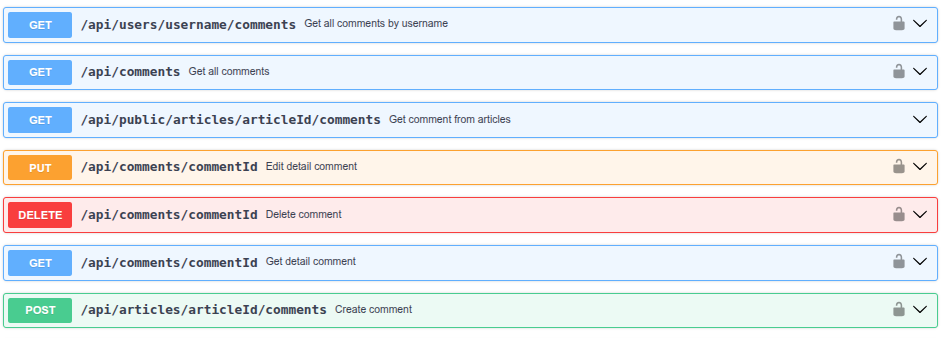 GET /api/users/username/comments Get all comments by username
GET /api/comments Get all comments
GET /api/public/articles/articleId/comments Get comment from articles
PUT /api/comments/commentId Edit detail comment
DELETE /api/comments/commentId Delete comment
GET /api/comments/commentId Get detail comment
POST /api/articles/articleId/comments Create comment